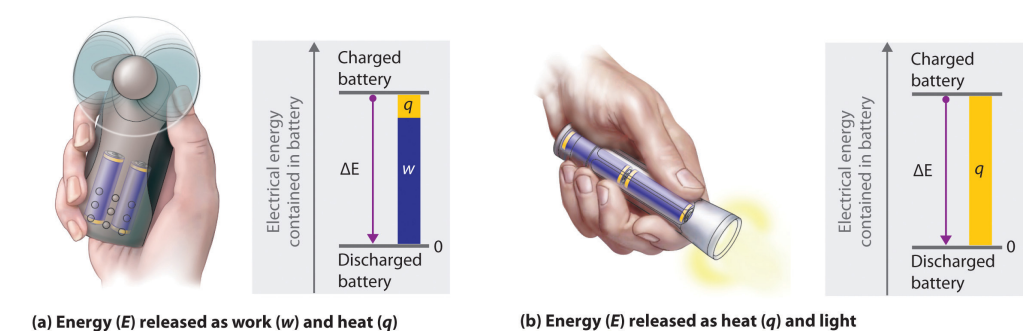 Charged
battery
q
Electrical energy
contained in battery
ΔE
w
0
Discharged
battery
(a) Energy (E) released as work (w) and heat (q)
Charged
battery
Electrical energy
contained in battery
ΔE
q
0
Discharged
battery
(b) Energy (E) released as heat (q) and light